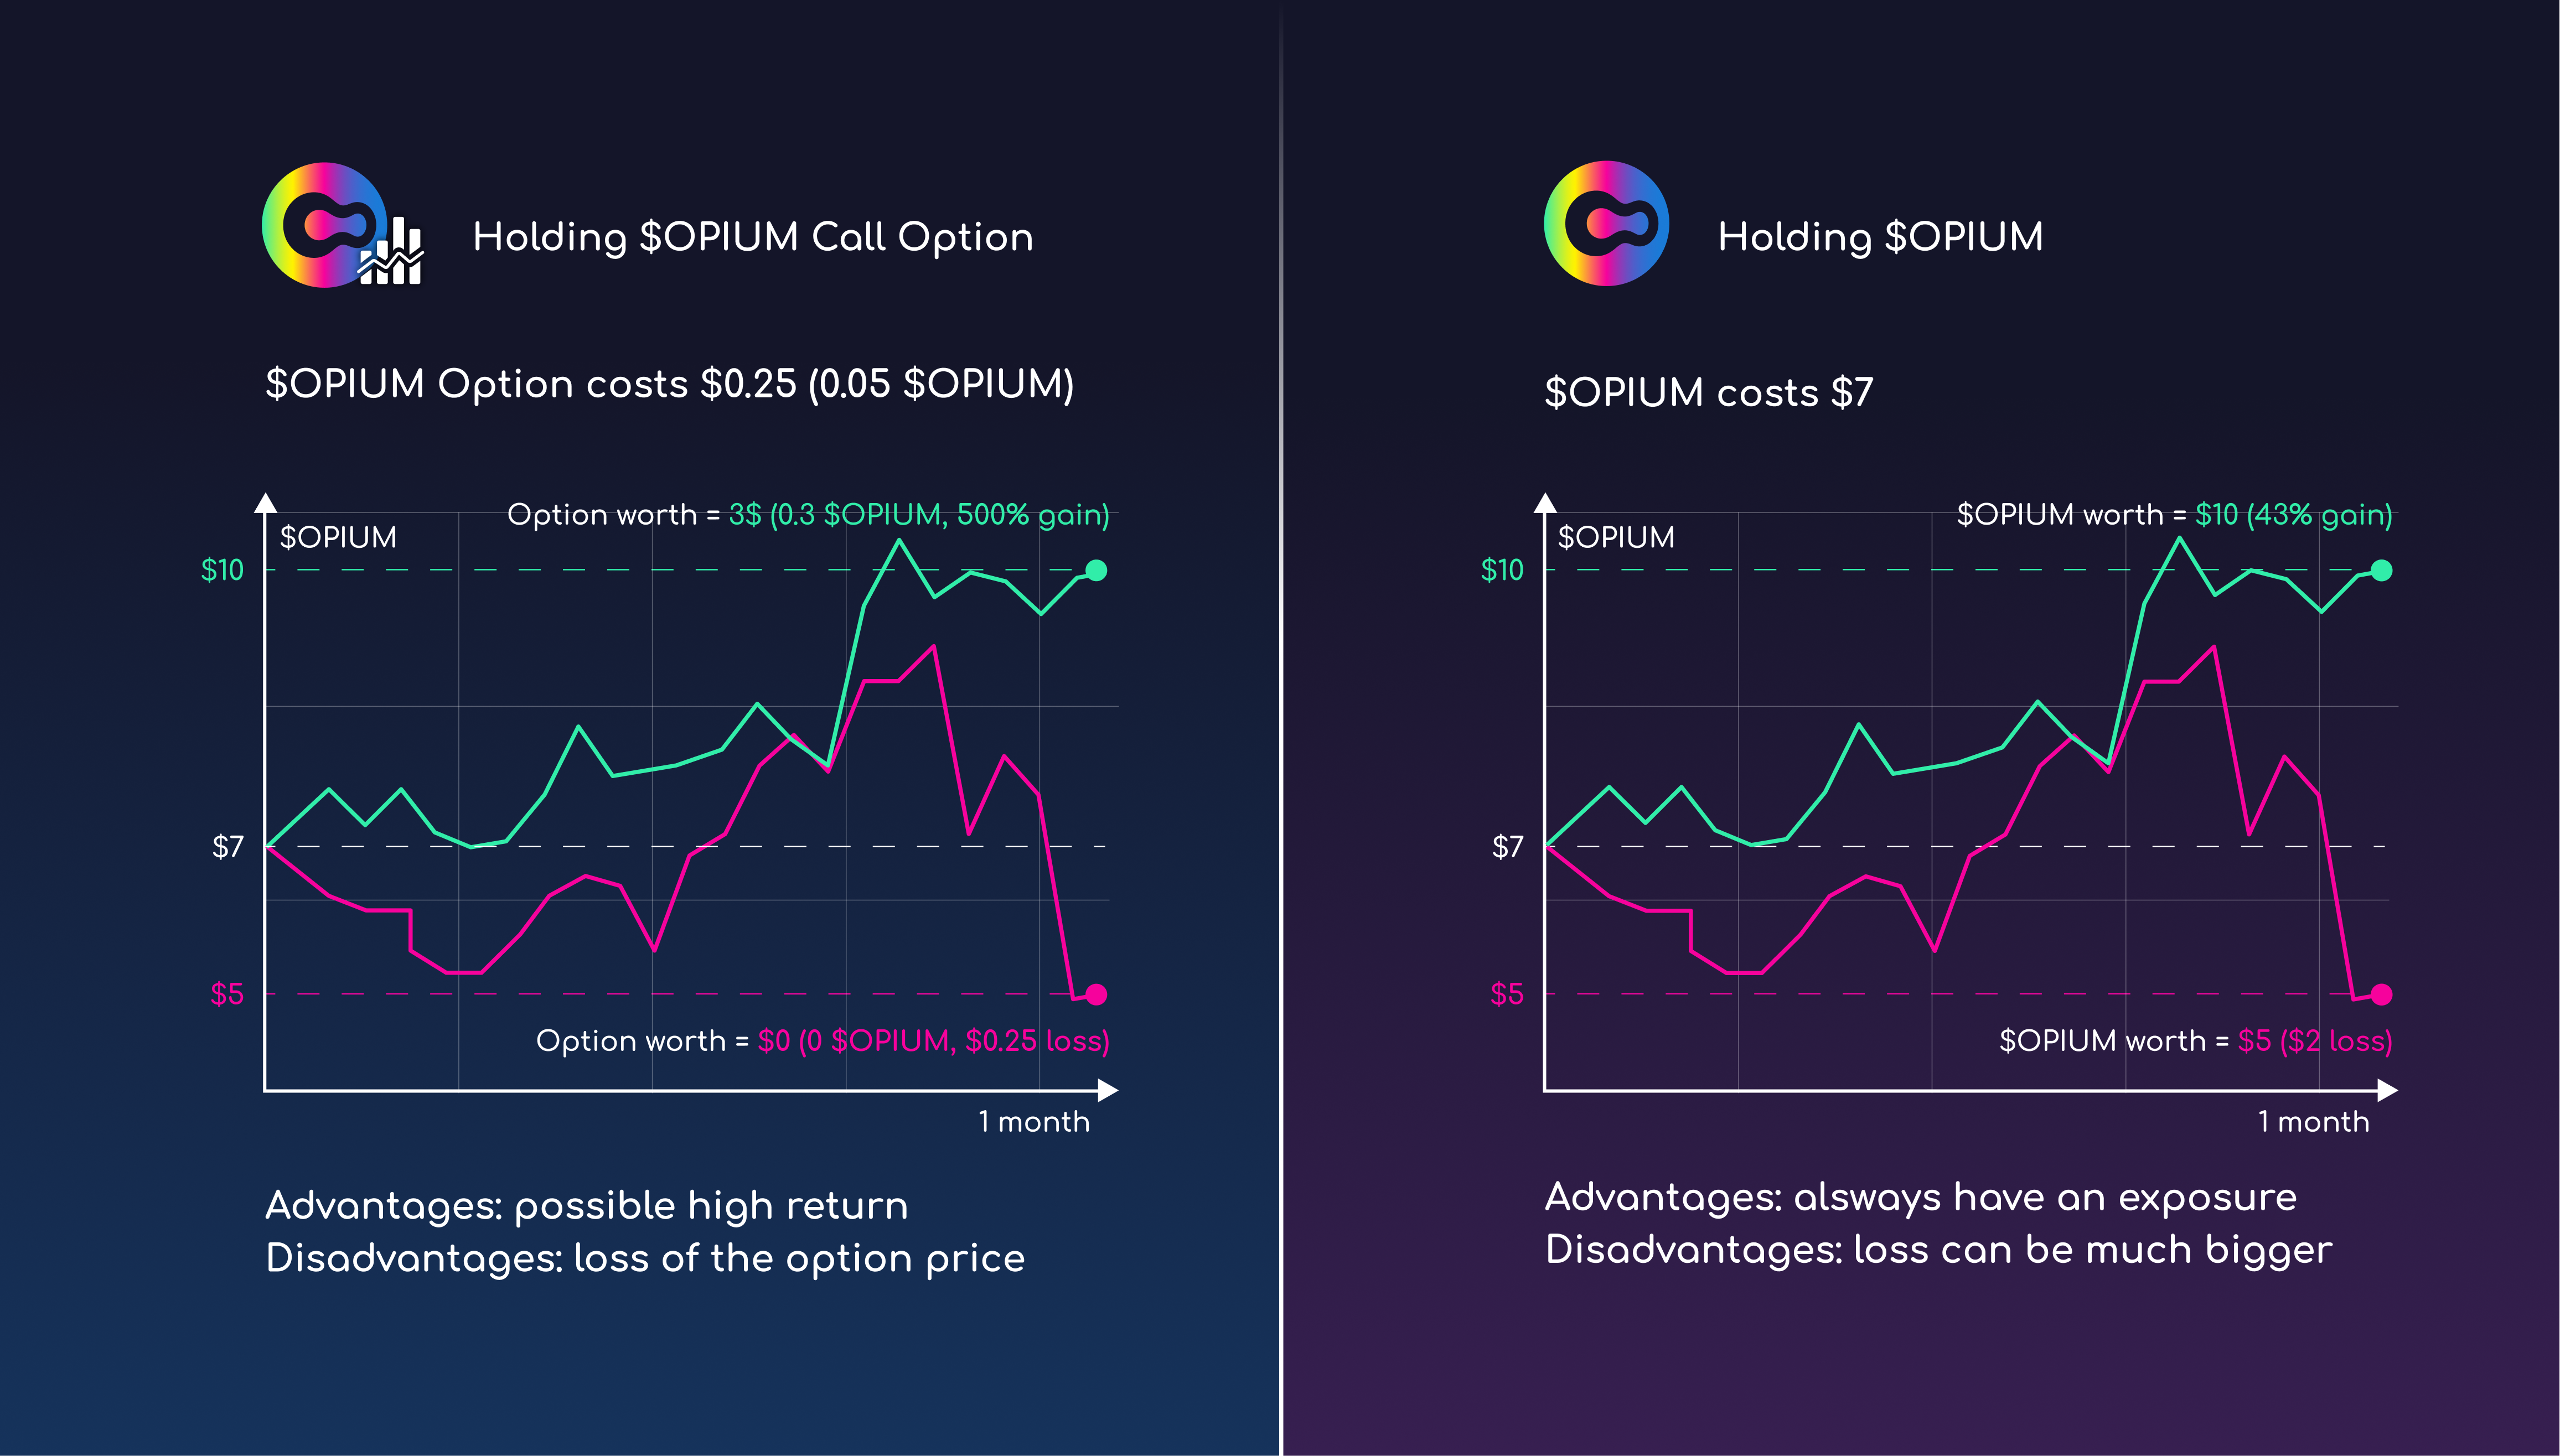 Holding $OPIUM Call Option
$OPIUM Option costs $0.25 (0.05 $OPIUM)
Option worth = 3$ (0.3 $OPIUM, 500% gain)
$OPIUM
$10
$7
$5
Option worth = $0 (0 $OPIUM, $0.25 loss)
1 month
Advantages: possible high return
Disadvantages: loss of the option price
Holding $OPIUM
$OPIUM costs $7
$OPIUM worth = $10 (43% gain)
$OPIUM
$10
$7
$5
$OPIUM worth = $5 ($2 loss)
1 month
Advantages: alsways have an exposure
Disadvantages: loss can be much bigger